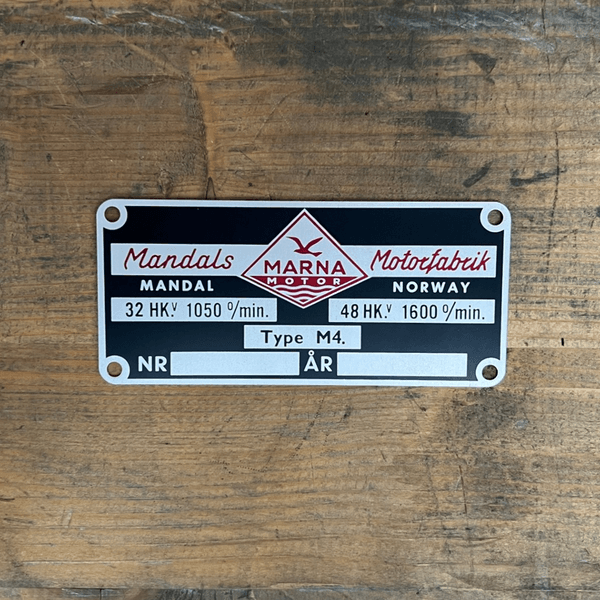 Mandals MARNA MOTOR Motorfabrik
MANDAL NORWAY
32 HK.ᵛ 1050 º/min. 48 HK.ᵛ 1600 º/min.
Type M4.
NR ÅR